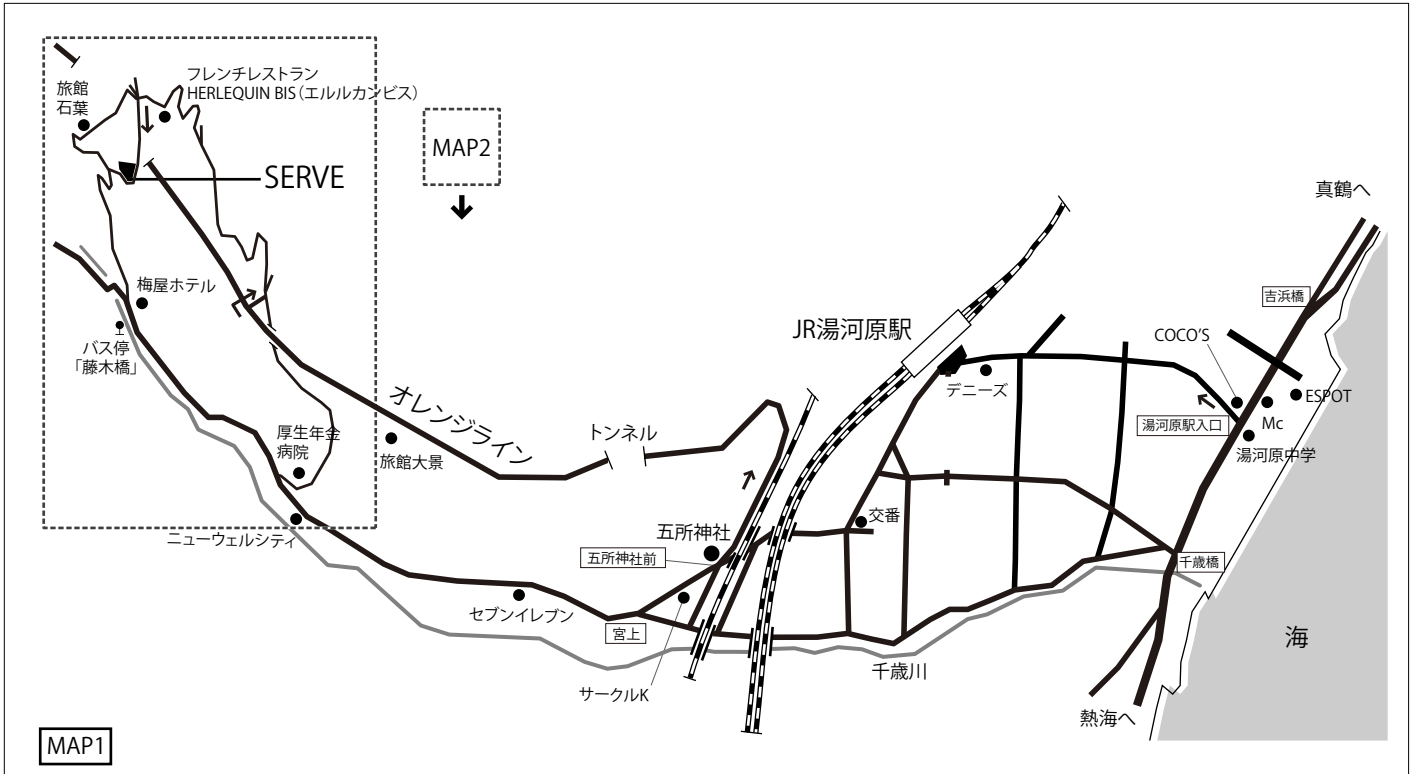 フレンチレストラン
HERLEQUIN BIS（エルルカンビス）
旅館
石葉
MAP2
SERVE
真鶴へ
梅屋ホテル
吉浜橋
バス停
「藤木橋」
JR湯河原駅
COCO'S
デニーズ
ESPOT
オレンジライン
Mc
湯河原駅入口
湯河原中学
トンネル
厚生年金
病院
旅館大景
交番
ニューウェルシティ
五所神社
五所神社前
千歳橋
セブンイレブン
宮上
海
千歳川
サークルK
熱海へ
MAP1